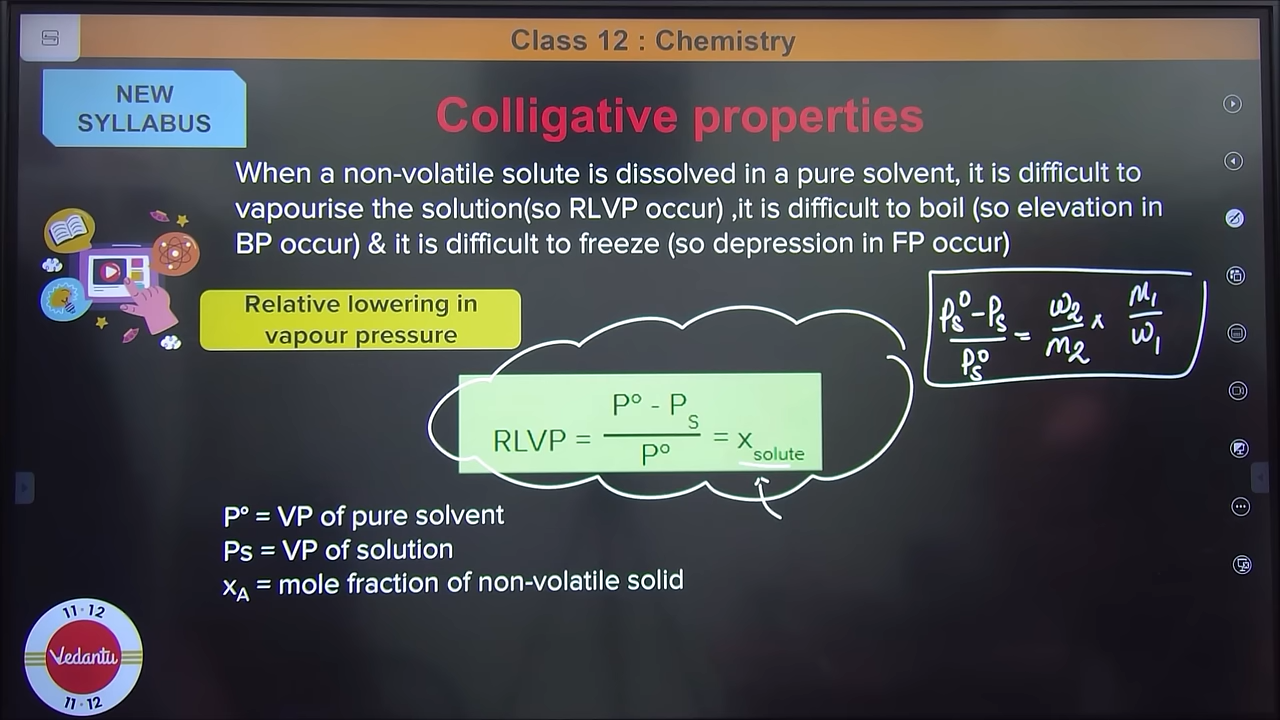 Class 12 : Chemistry
NEW
SYLLABUS
Colligative properties
When a non-volatile solute is dissolved in a pure solvent, it is difficult to
vapourise the solution(so RLVP occur) ,it is difficult to boil (so elevation in
BP occur) & it is difficult to freeze (so depression in FP occur)
Relative lowering in
vapour pressure
(Ps⁰ - Ps)/Ps⁰ = w₂/M₂ × M₁/w₁
RLVP = (P° - PS)/P° = x solute
P° = VP of pure solvent
Ps = VP of solution
xA = mole fraction of non-volatile solid
11·12
Vedantu
11·12